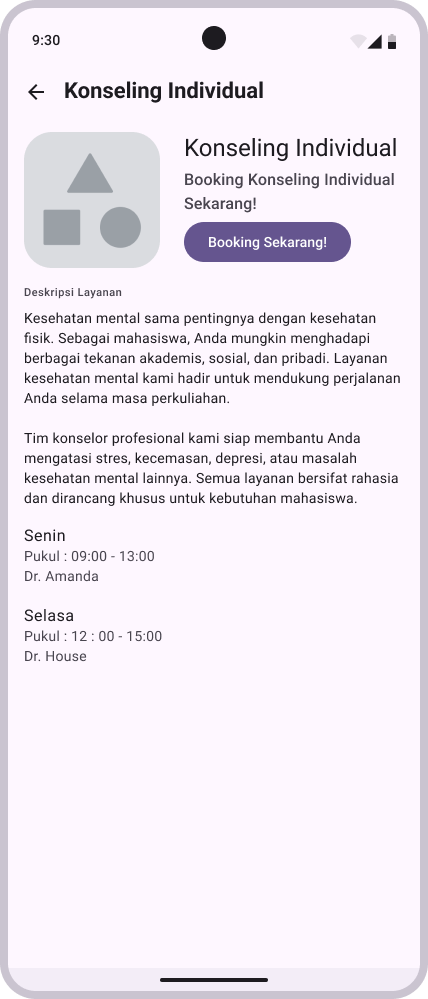 9:30
Konseling Individual
Konseling Individual
Booking Konseling Individual
Sekarang!
Booking Sekarang!
Deskripsi Layanan
Kesehatan mental sama pentingnya dengan kesehatan
fisik. Sebagai mahasiswa, Anda mungkin menghadapi
berbagai tekanan akademis, sosial, dan pribadi. Layanan
kesehatan mental kami hadir untuk mendukung perjalanan
Anda selama masa perkuliahan.
Tim konselor profesional kami siap membantu Anda
mengatasi stres, kecemasan, depresi, atau masalah
kesehatan mental lainnya. Semua layanan bersifat rahasia
dan dirancang khusus untuk kebutuhan mahasiswa.
Senin
Pukul : 09:00 - 13:00
Dr. Amanda
Selasa
Pukul : 12 : 00 - 15:00
Dr. House